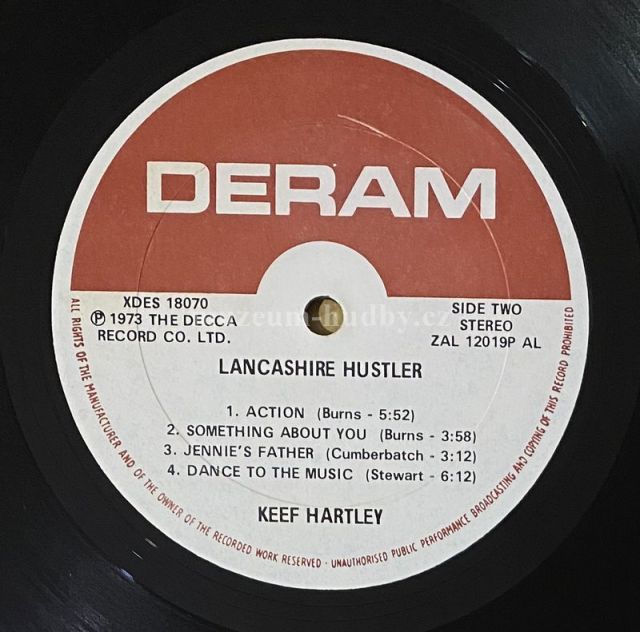 DERAM
XDES 18070
Ⓟ 1973 THE DECCA
RECORD CO. LTD.
SIDE TWO
STEREO
ZAL 12019P AL
LANCASHIRE HUSTLER
1. ACTION (Burns - 5:52)
2. SOMETHING ABOUT YOU (Burns - 3:58)
3. JENNIE'S FATHER (Cumberbatch - 3:12)
4. DANCE TO THE MUSIC (Stewart - 6:12)
KEEF HARTLEY
ALL RIGHTS OF THE MANUFACTURER AND OF THE OWNER OF THE RECORDED WORK RESERVED · UNAUTHORISED PUBLIC PERFORMANCE BROADCASTING AND COPYING OF THIS RECORD PROHIBITED